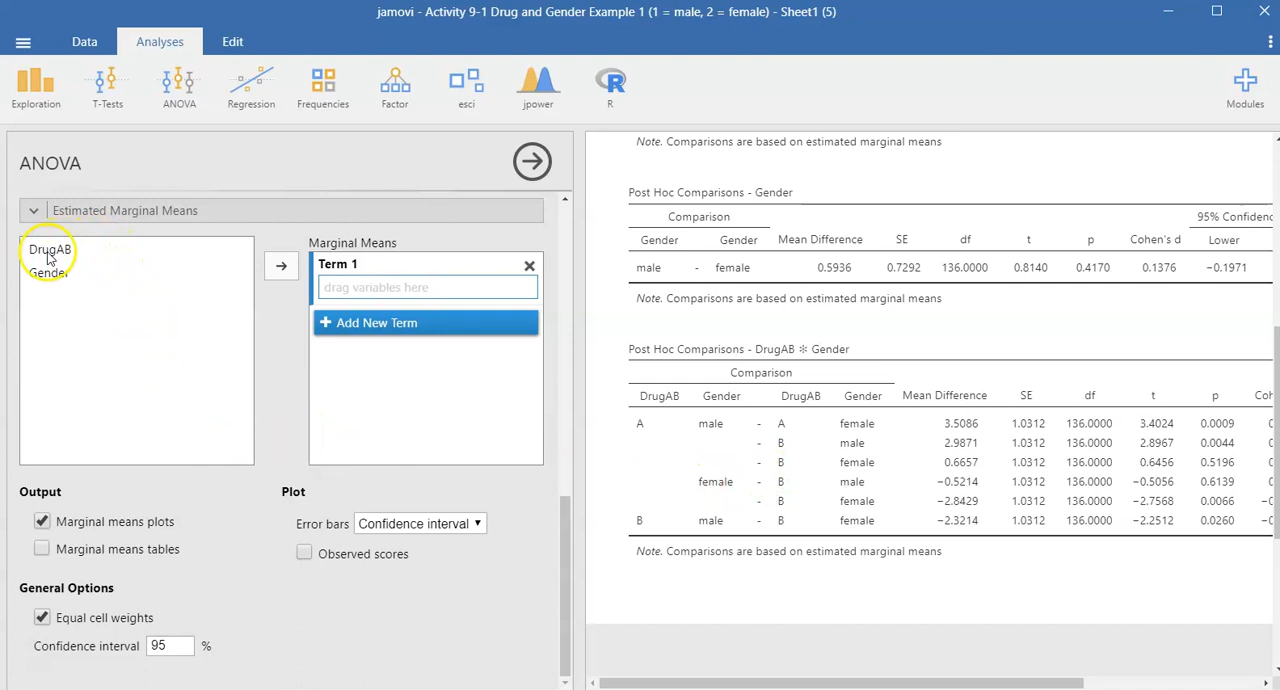 jamovi - Activity 9-1 Drug and Gender Example 1 (1 = male, 2 = female) - Sheet1 (5)
Data Analyses Edit
Exploration T-Tests ANOVA Regression Frequencies Factor esci jpower R Modules
ANOVA
Estimated Marginal Means
DrugAB
Gender
Marginal Means
Term 1
drag variables here
Add New Term
Output
Marginal means plots
Marginal means tables
Plot
Error bars Confidence interval
Observed scores
General Options
Equal cell weights
Confidence interval 95 %
Note. Comparisons are based on estimated marginal means
Post Hoc Comparisons - Gender
Comparison 95% Confidenc
Gender Gender Mean Difference SE df t p Cohen's d Lower
male - female 0.5936 0.7292 136.0000 0.8140 0.4170 0.1376 −0.1971
Note. Comparisons are based on estimated marginal means
Post Hoc Comparisons - DrugAB ✻ Gender
Comparison
DrugAB Gender DrugAB Gender Mean Difference SE df t p Coh
A male - A female 3.5086 1.0312 136.0000 3.4024 0.0009 0
- B male 2.9871 1.0312 136.0000 2.8967 0.0044 0
- B female 0.6657 1.0312 136.0000 0.6456 0.5196 0
female - B male −0.5214 1.0312 136.0000 −0.5056 0.6139 −0
- B female −2.8429 1.0312 136.0000 −2.7568 0.0066 −0
B male - B female −2.3214 1.0312 136.0000 −2.2512 0.0260 −0
Note. Comparisons are based on estimated marginal means